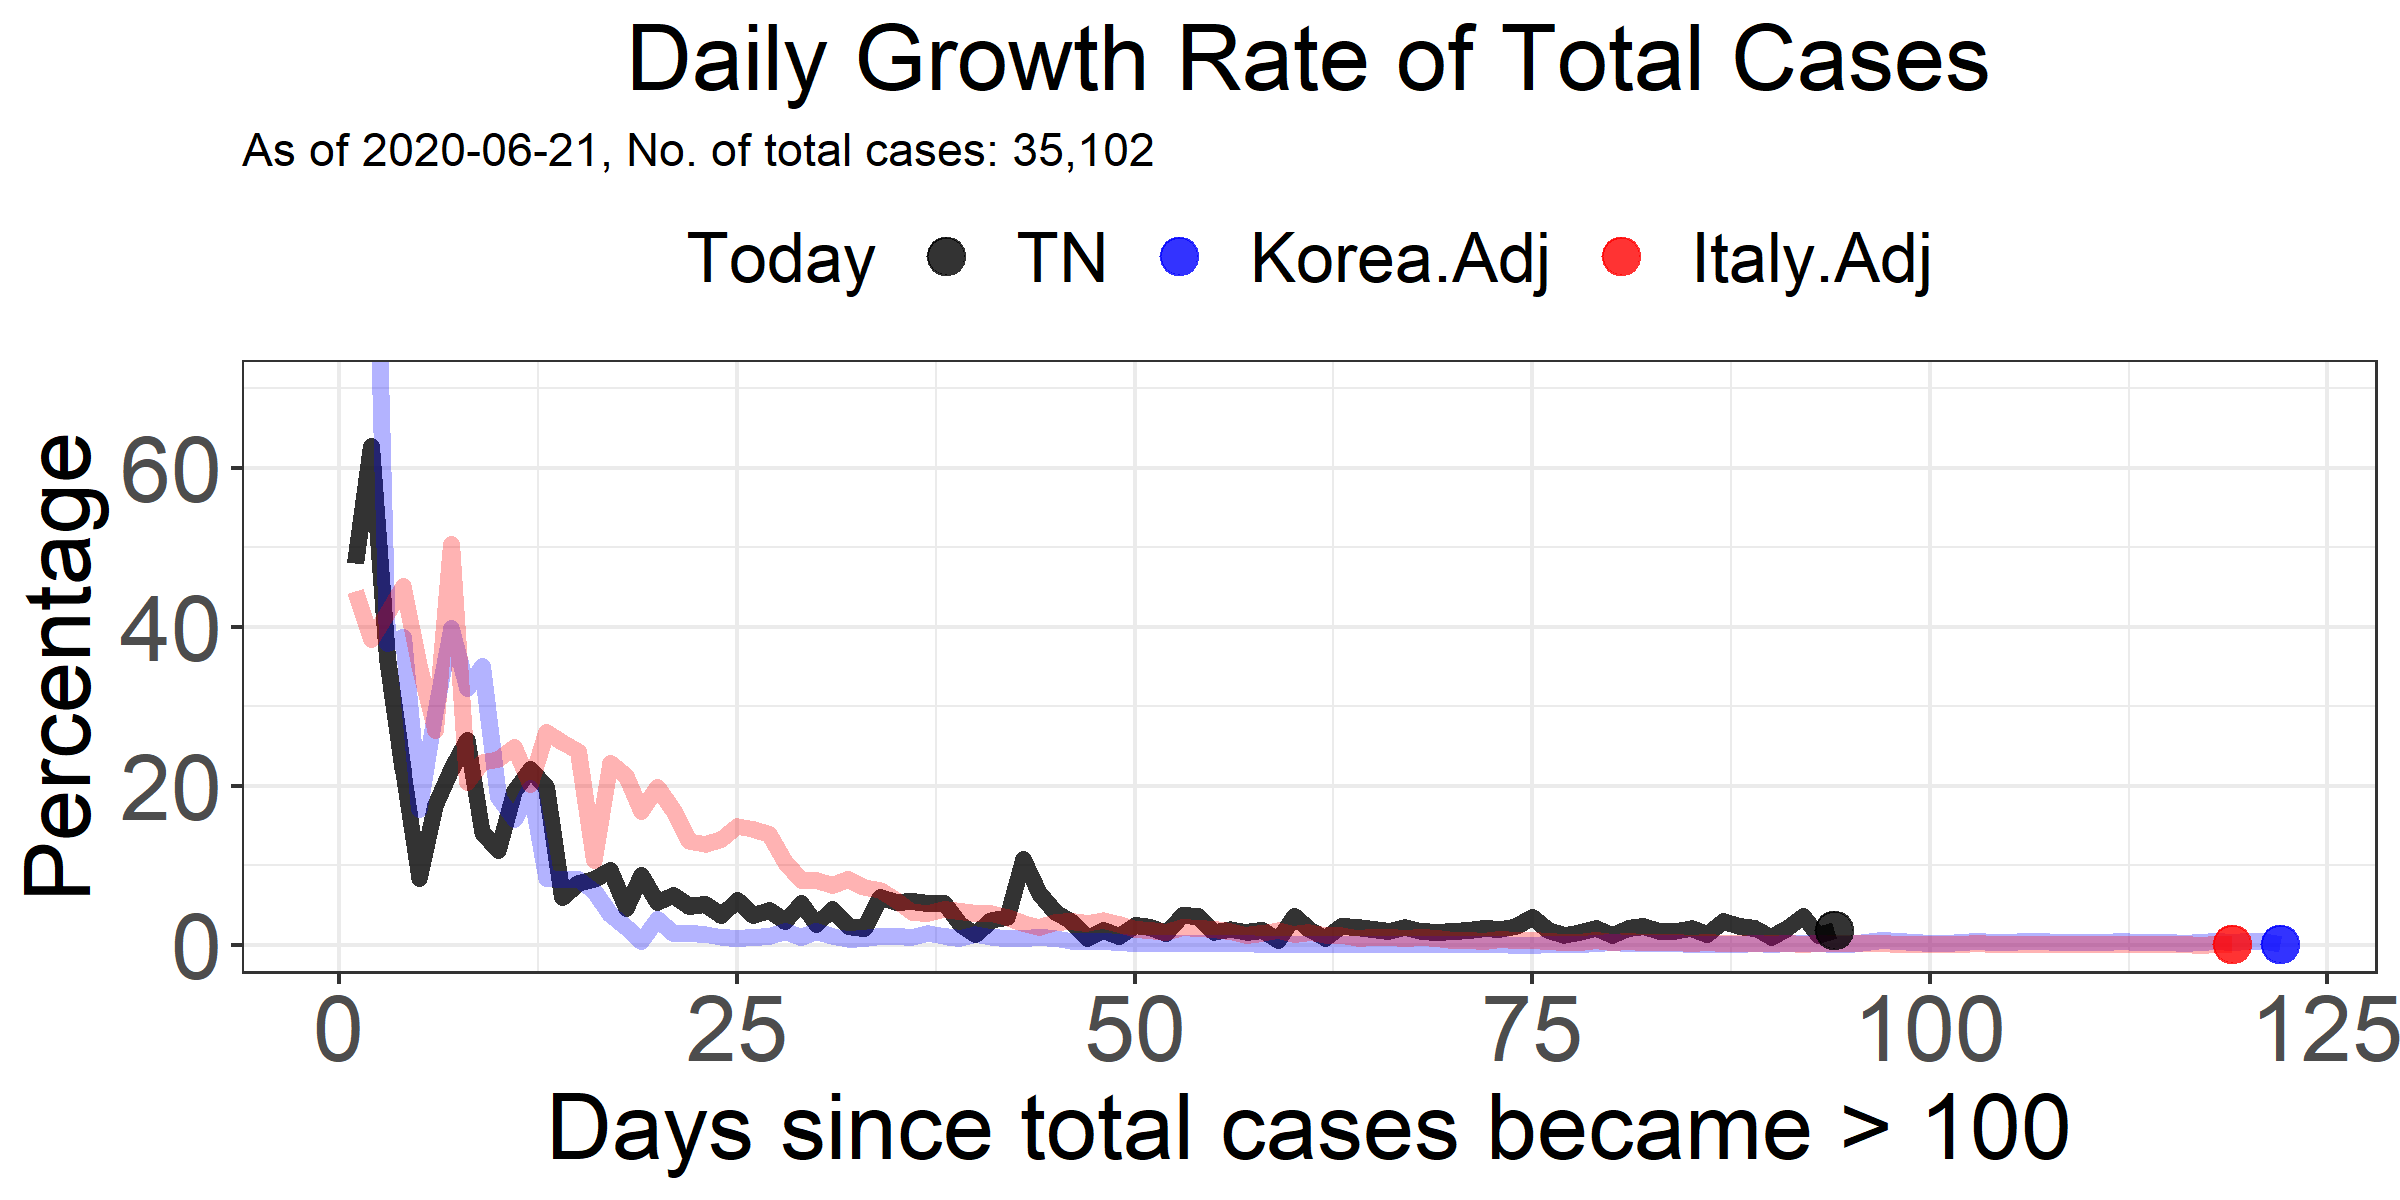 Daily Growth Rate of Total Cases
As of 2020-06-21, No. of total cases: 35,102
Today TN Korea.Adj Italy.Adj
Percentage
60
40
20
0
0 25 50 75 100 125
Days since total cases became > 100